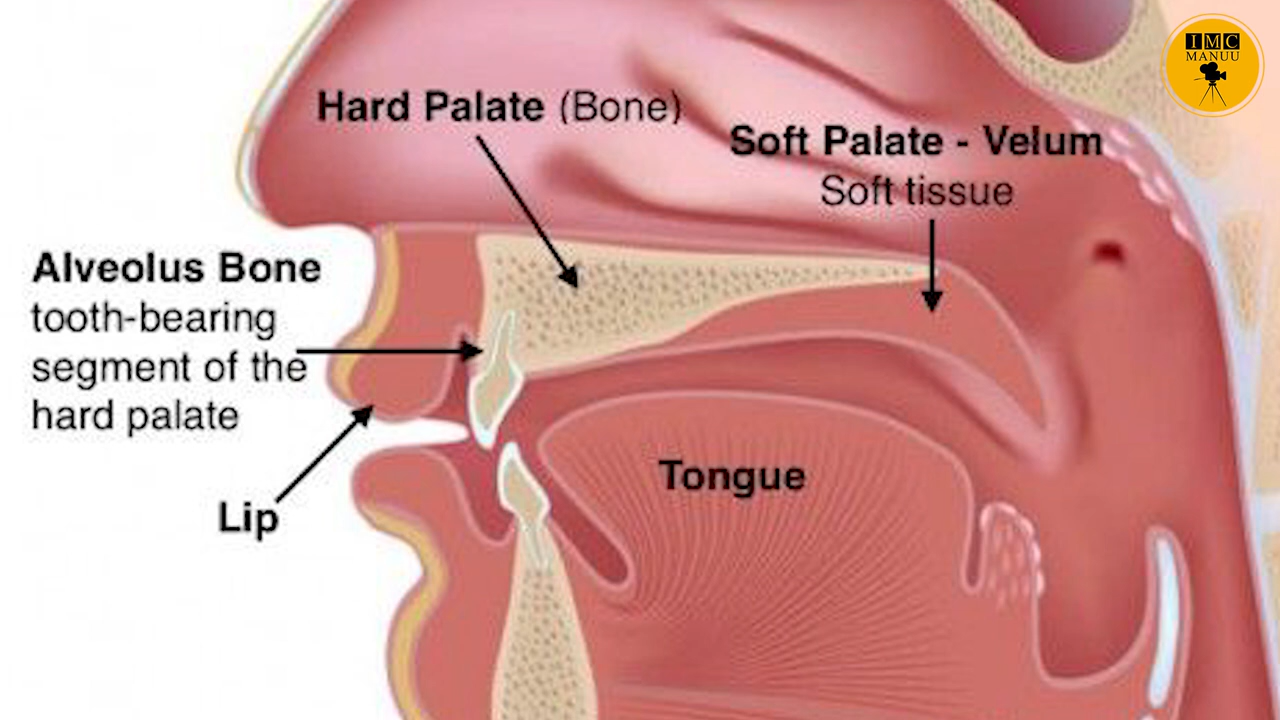 IMC
MANUU
Hard Palate (Bone)
Soft Palate - Velum
Soft tissue
Alveolus Bone
tooth-bearing
segment of the
hard palate
Lip
Tongue